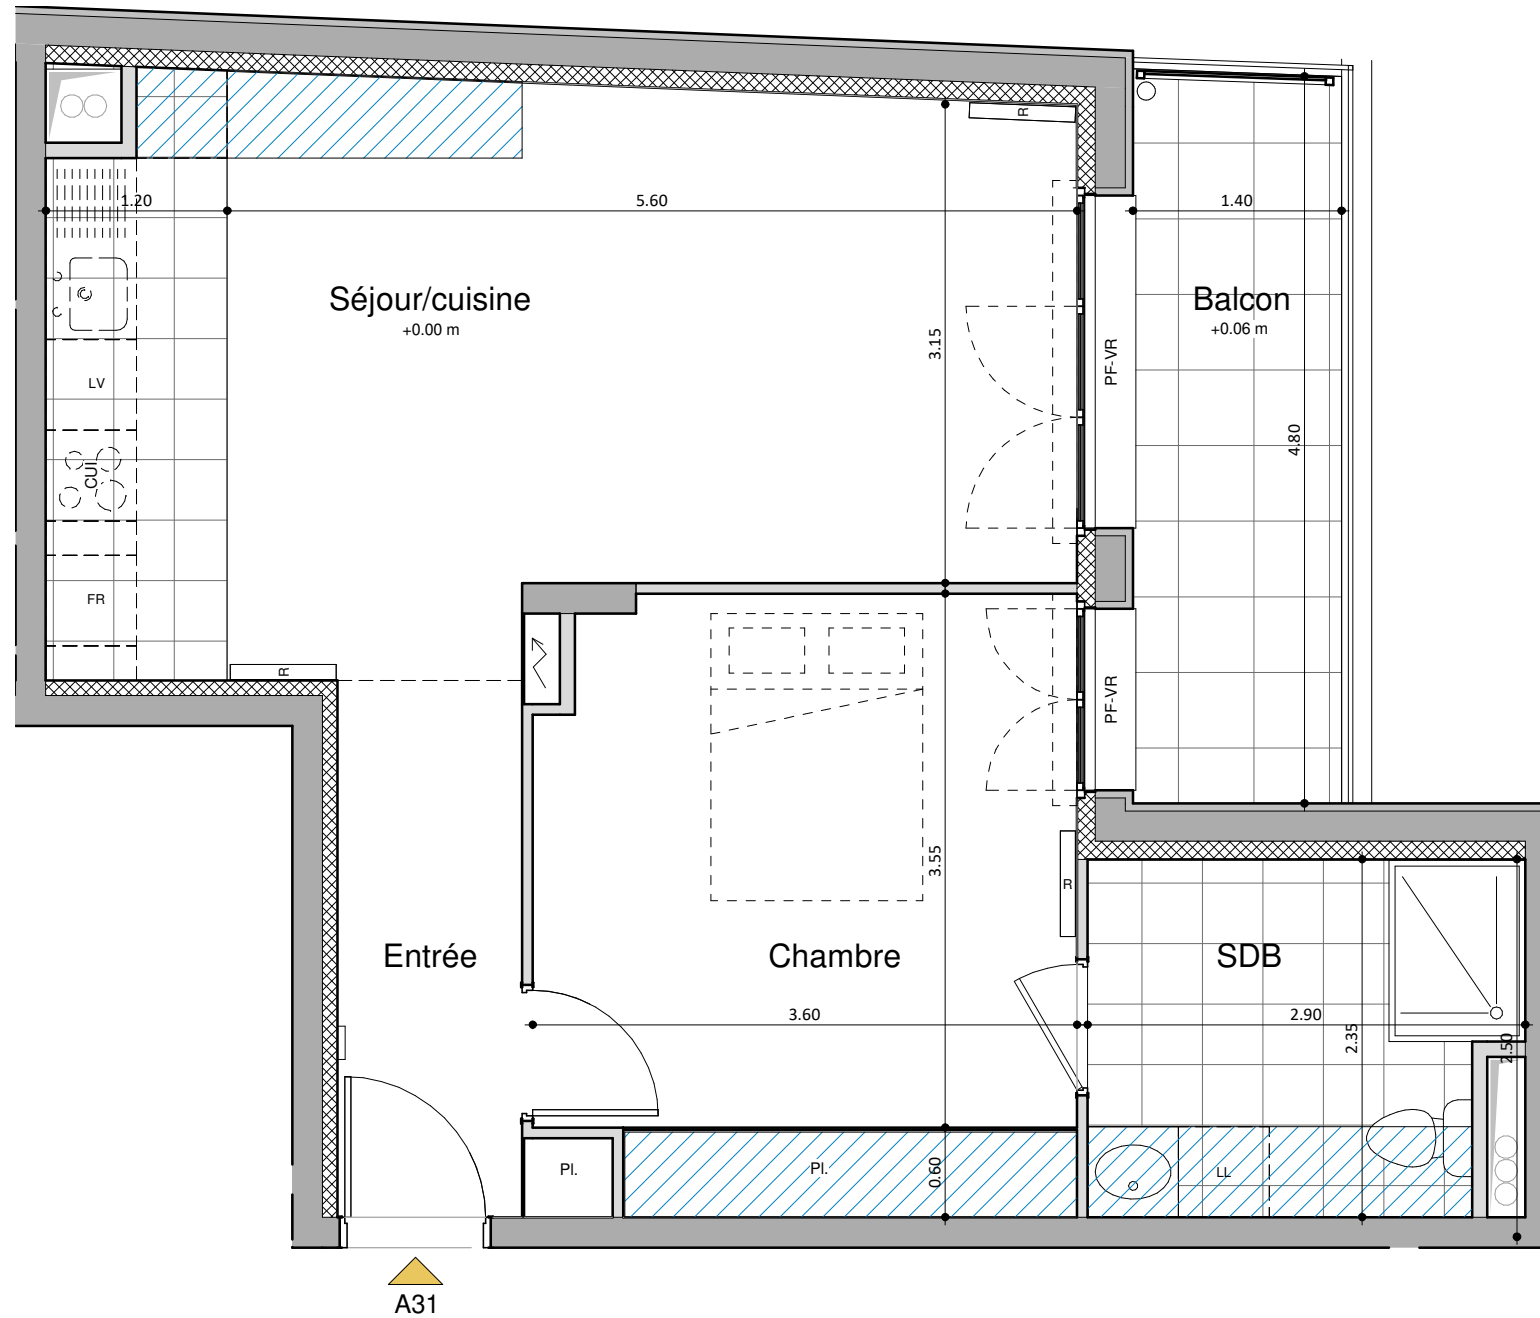 R
1.20
5.60
1.40
Séjour/cuisine
+0.00 m
Balcon
+0.06 m
3.15
PF-VR
LV
4.80
CUI
FR
R
PF-VR
3.55
R
Entrée
Chambre
SDB
3.60
2.90
2.35
2.50
Pl.
Pl.
0.60
LL
A31